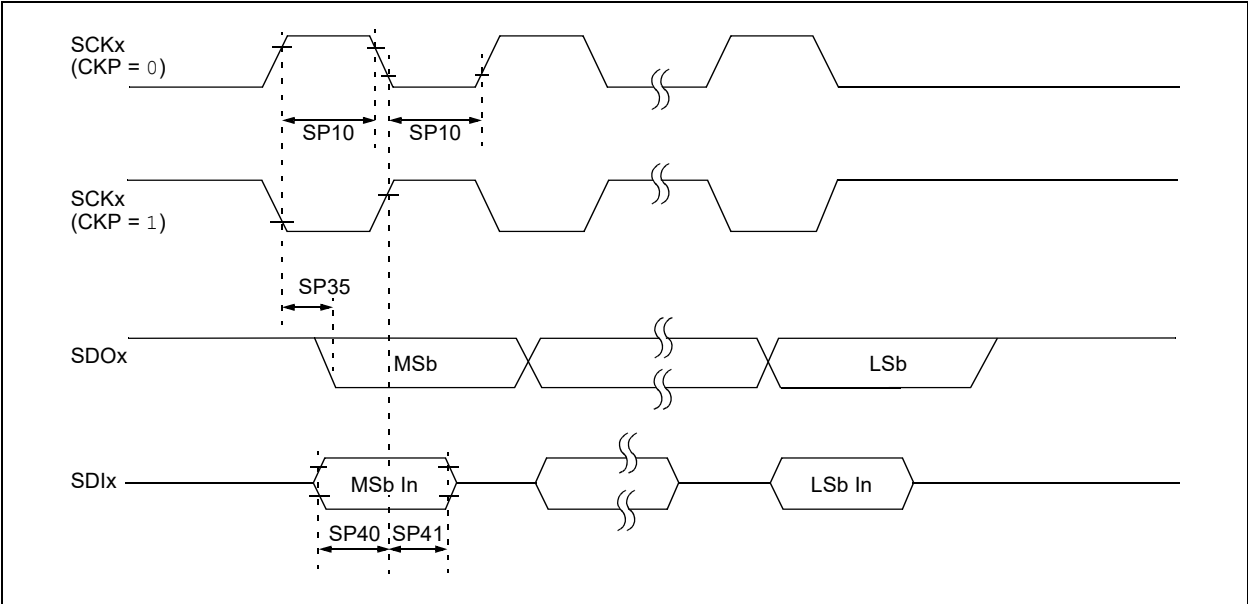 SCKx
(CKP = 0)
SP10 SP10
SCKx
(CKP = 1)
SP35
SDOx
MSb
LSb
SDIx
MSb In
LSb In
SP40 SP41